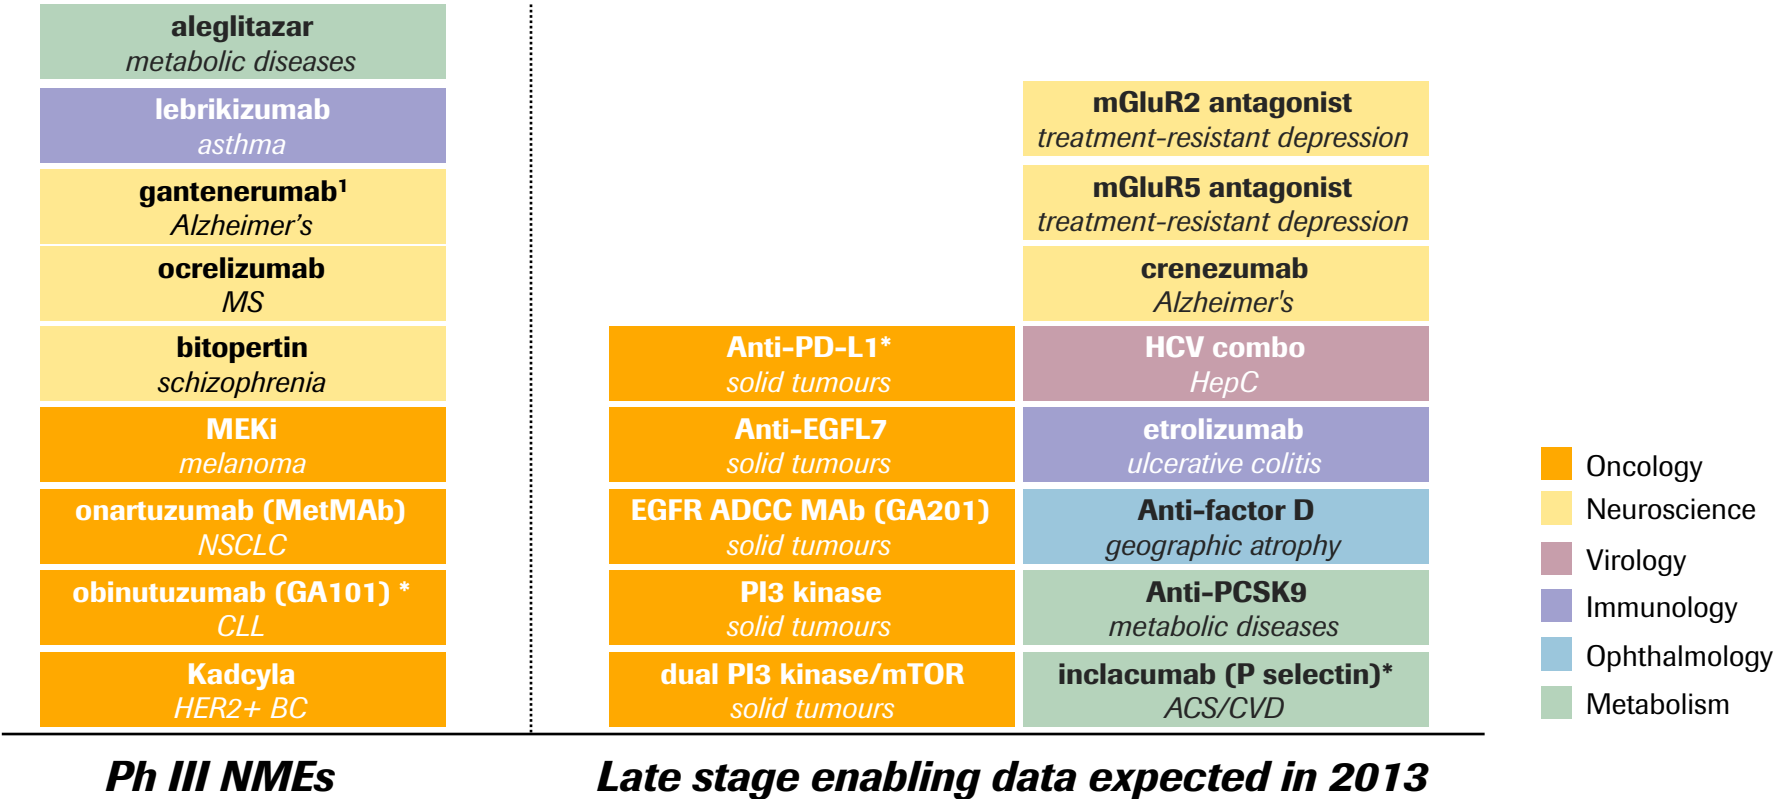 aleglitazar
metabolic diseases
lebrikizumab
asthma
gantenerumab¹
Alzheimer’s
ocrelizumab
MS
bitopertin
schizophrenia
MEKi
melanoma
onartuzumab (MetMAb)
NSCLC
obinutuzumab (GA101) *
CLL
Kadcyla
HER2+ BC
Ph III NMEs
Anti-PD-L1*
solid tumours
Anti-EGFL7
solid tumours
EGFR ADCC MAb (GA201)
solid tumours
PI3 kinase
solid tumours
dual PI3 kinase/mTOR
solid tumours
mGluR2 antagonist
treatment-resistant depression
mGluR5 antagonist
treatment-resistant depression
crenezumab
Alzheimer's
HCV combo
HepC
etrolizumab
ulcerative colitis
Anti-factor D
geographic atrophy
Anti-PCSK9
metabolic diseases
inclacumab (P selectin)*
ACS/CVD
Late stage enabling data expected in 2013
Oncology
Neuroscience
Virology
Immunology
Ophthalmology
Metabolism